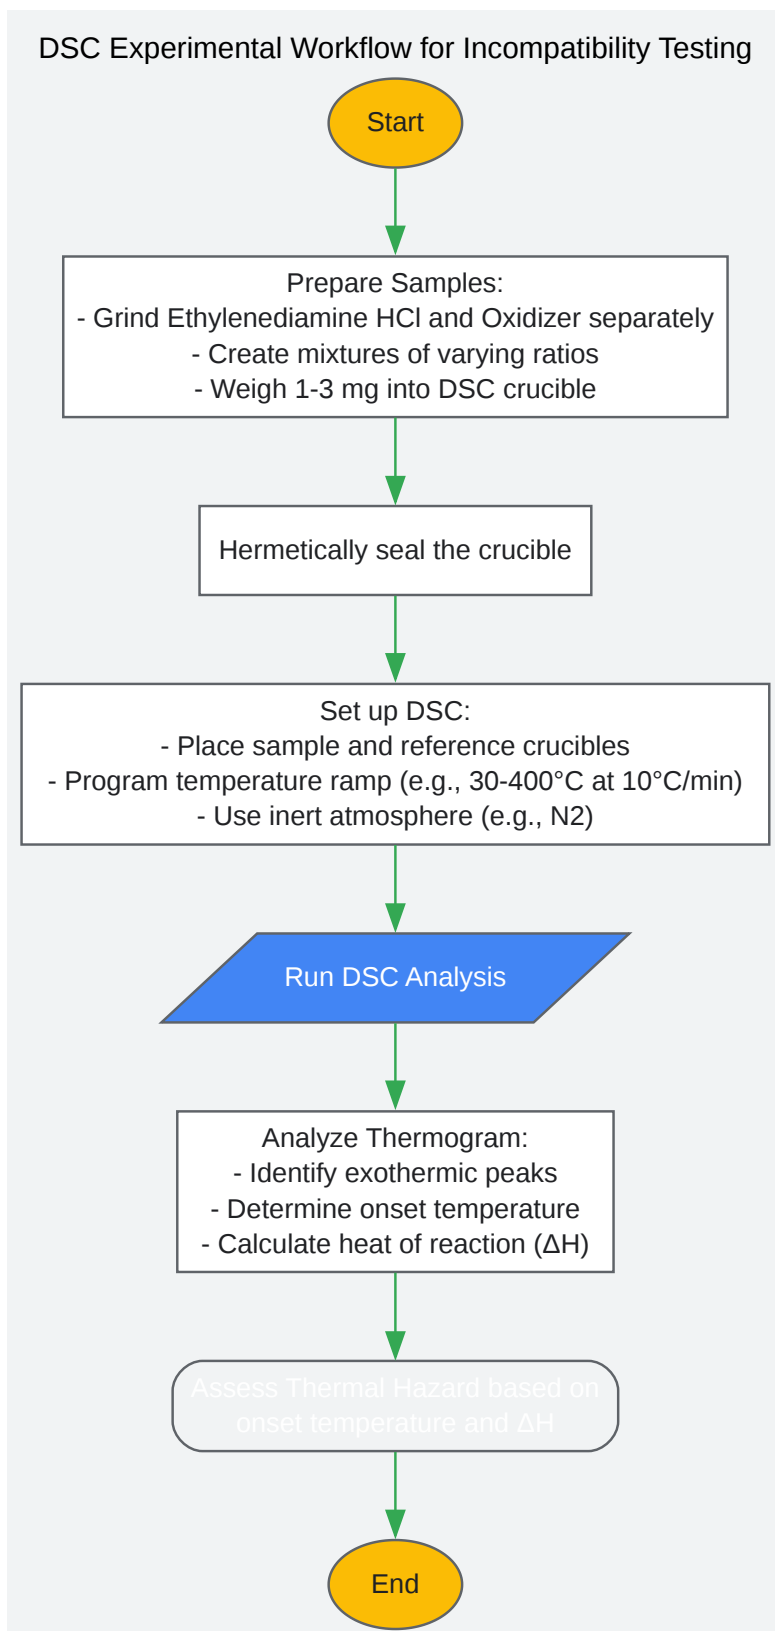 DSC Experimental Workflow for Incompatibility Testing
Start
Prepare Samples:
- Grind Ethylenediamine HCl and Oxidizer separately
- Create mixtures of varying ratios
- Weigh 1-3 mg into DSC crucible
Hermetically seal the crucible
Set up DSC:
- Place sample and reference crucibles
- Program temperature ramp (e.g., 30-400°C at 10°C/min)
- Use inert atmosphere (e.g., N2)
Run DSC Analysis
Analyze Thermogram:
- Identify exothermic peaks
- Determine onset temperature
- Calculate heat of reaction (ΔH)
Assess Thermal Hazard based on
onset temperature and ΔH
End